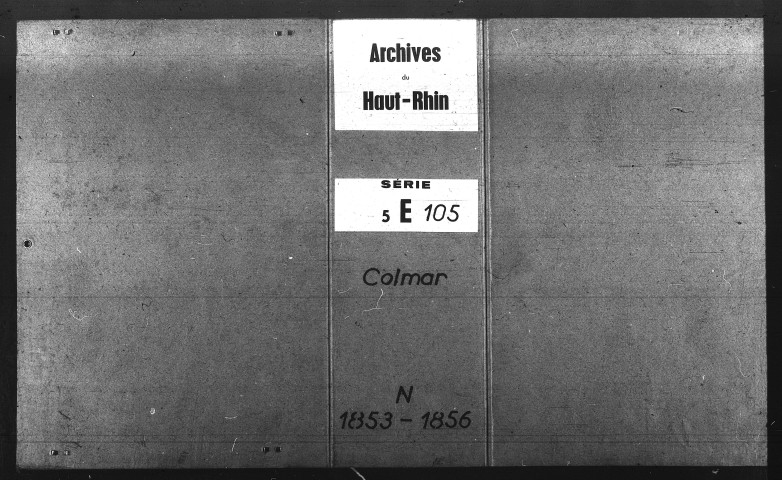 Archives
du
Haut-Rhin
SÉRIE
5 E 105
Colmar
N
1853 - 1856